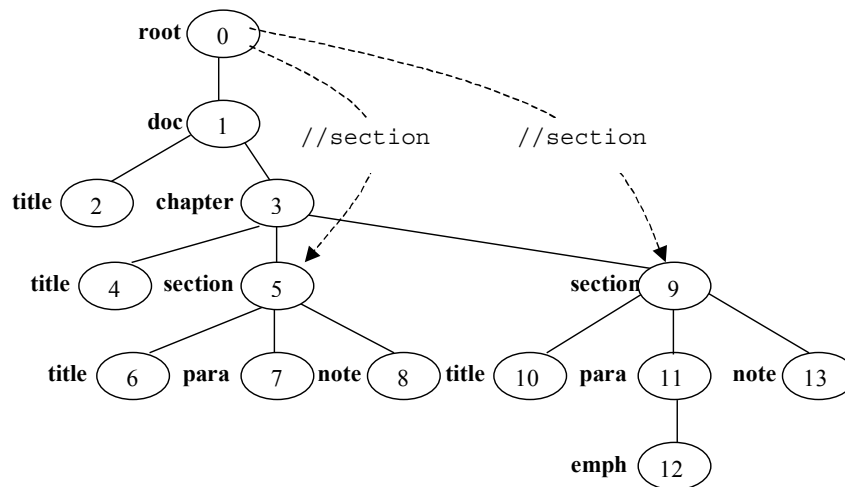 root 0
doc 1 //section //section
title 2 chapter 3
title 4 section 5 section 9
title 6 para 7 note 8 title 10 para 11 note 13
emph 12